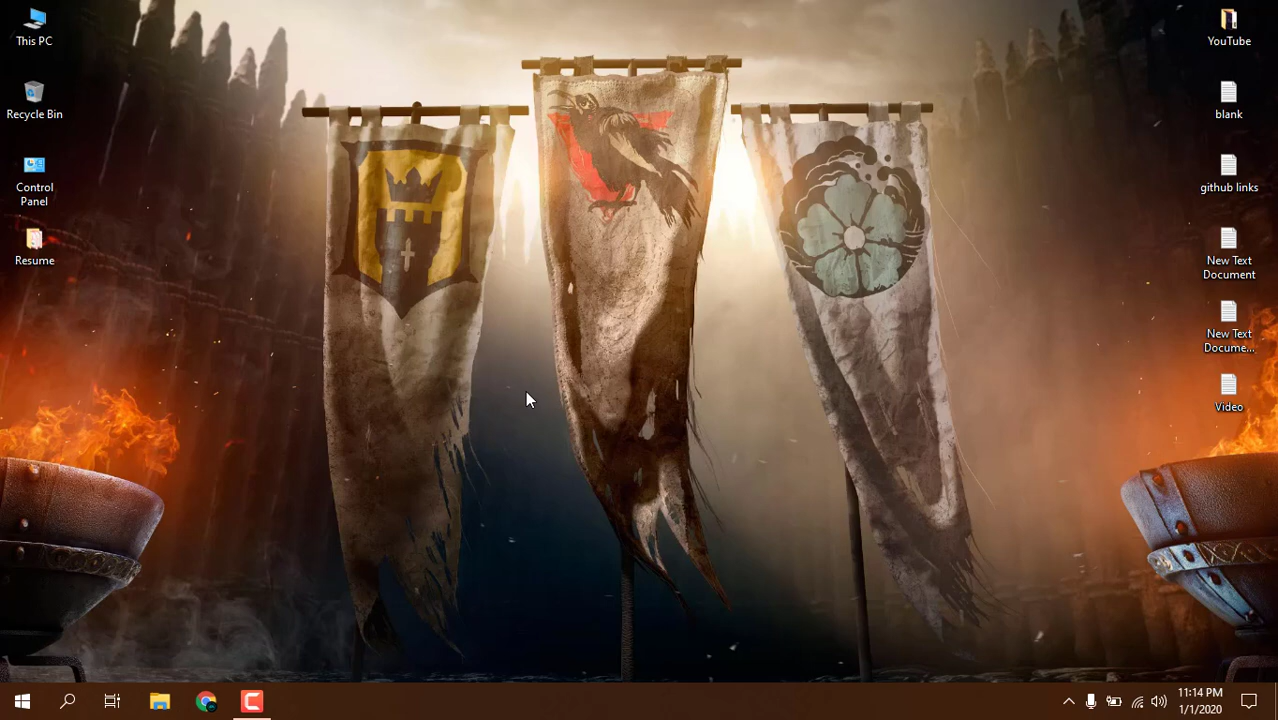 This PC
Recycle Bin
Control
Panel
Resume
YouTube
blank
github links
New Text
Document
New Text
Docume...
Video
11:14 PM
1/1/2020